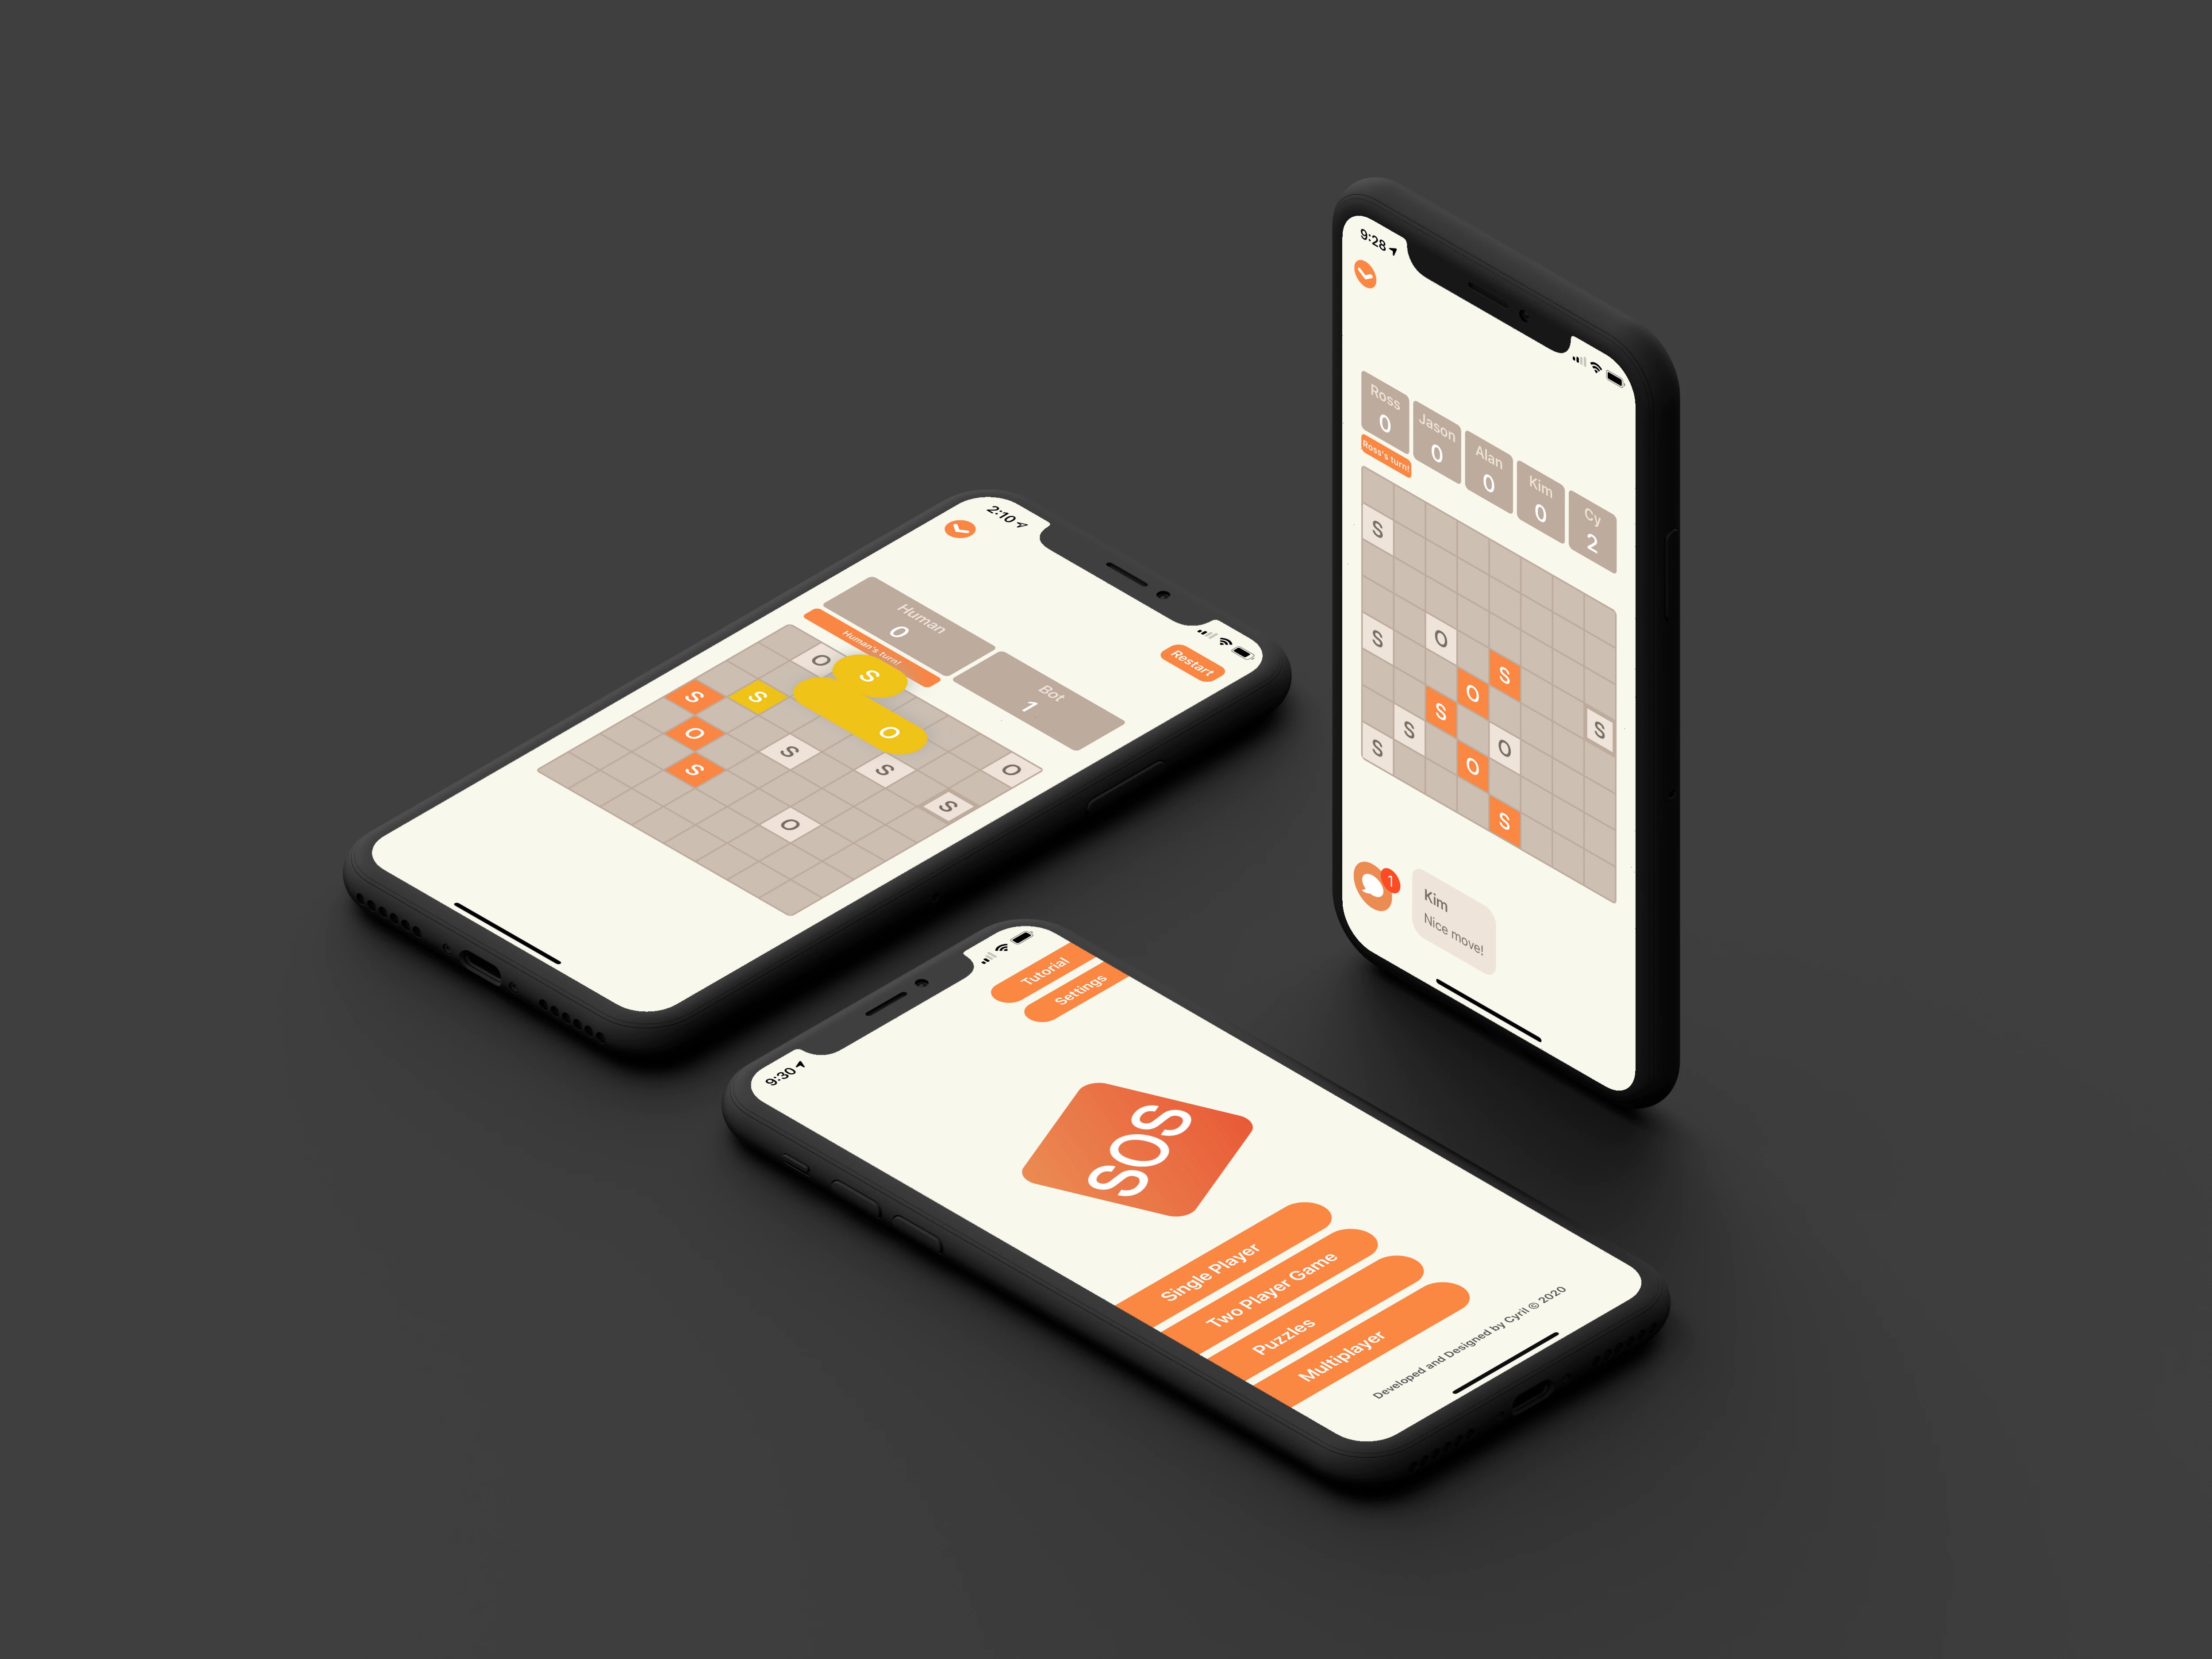 2:10
Restart
Human
0
Human's turn!
Bot
1
O
S
S
S
O
O
S
S
S
O
S
O
9:28
Ross
0
Ross's turn!
Jason
0
Alan
0
Kim
0
Cy
2
S
S
O
S
O
S
S
S
S
O
O
S
1
Kim
Nice move!
9:30
Tutorial
Settings
SOS
Single Player
Two Player Game
Puzzles
Multiplayer
Developed and Designed by Cyril © 2020